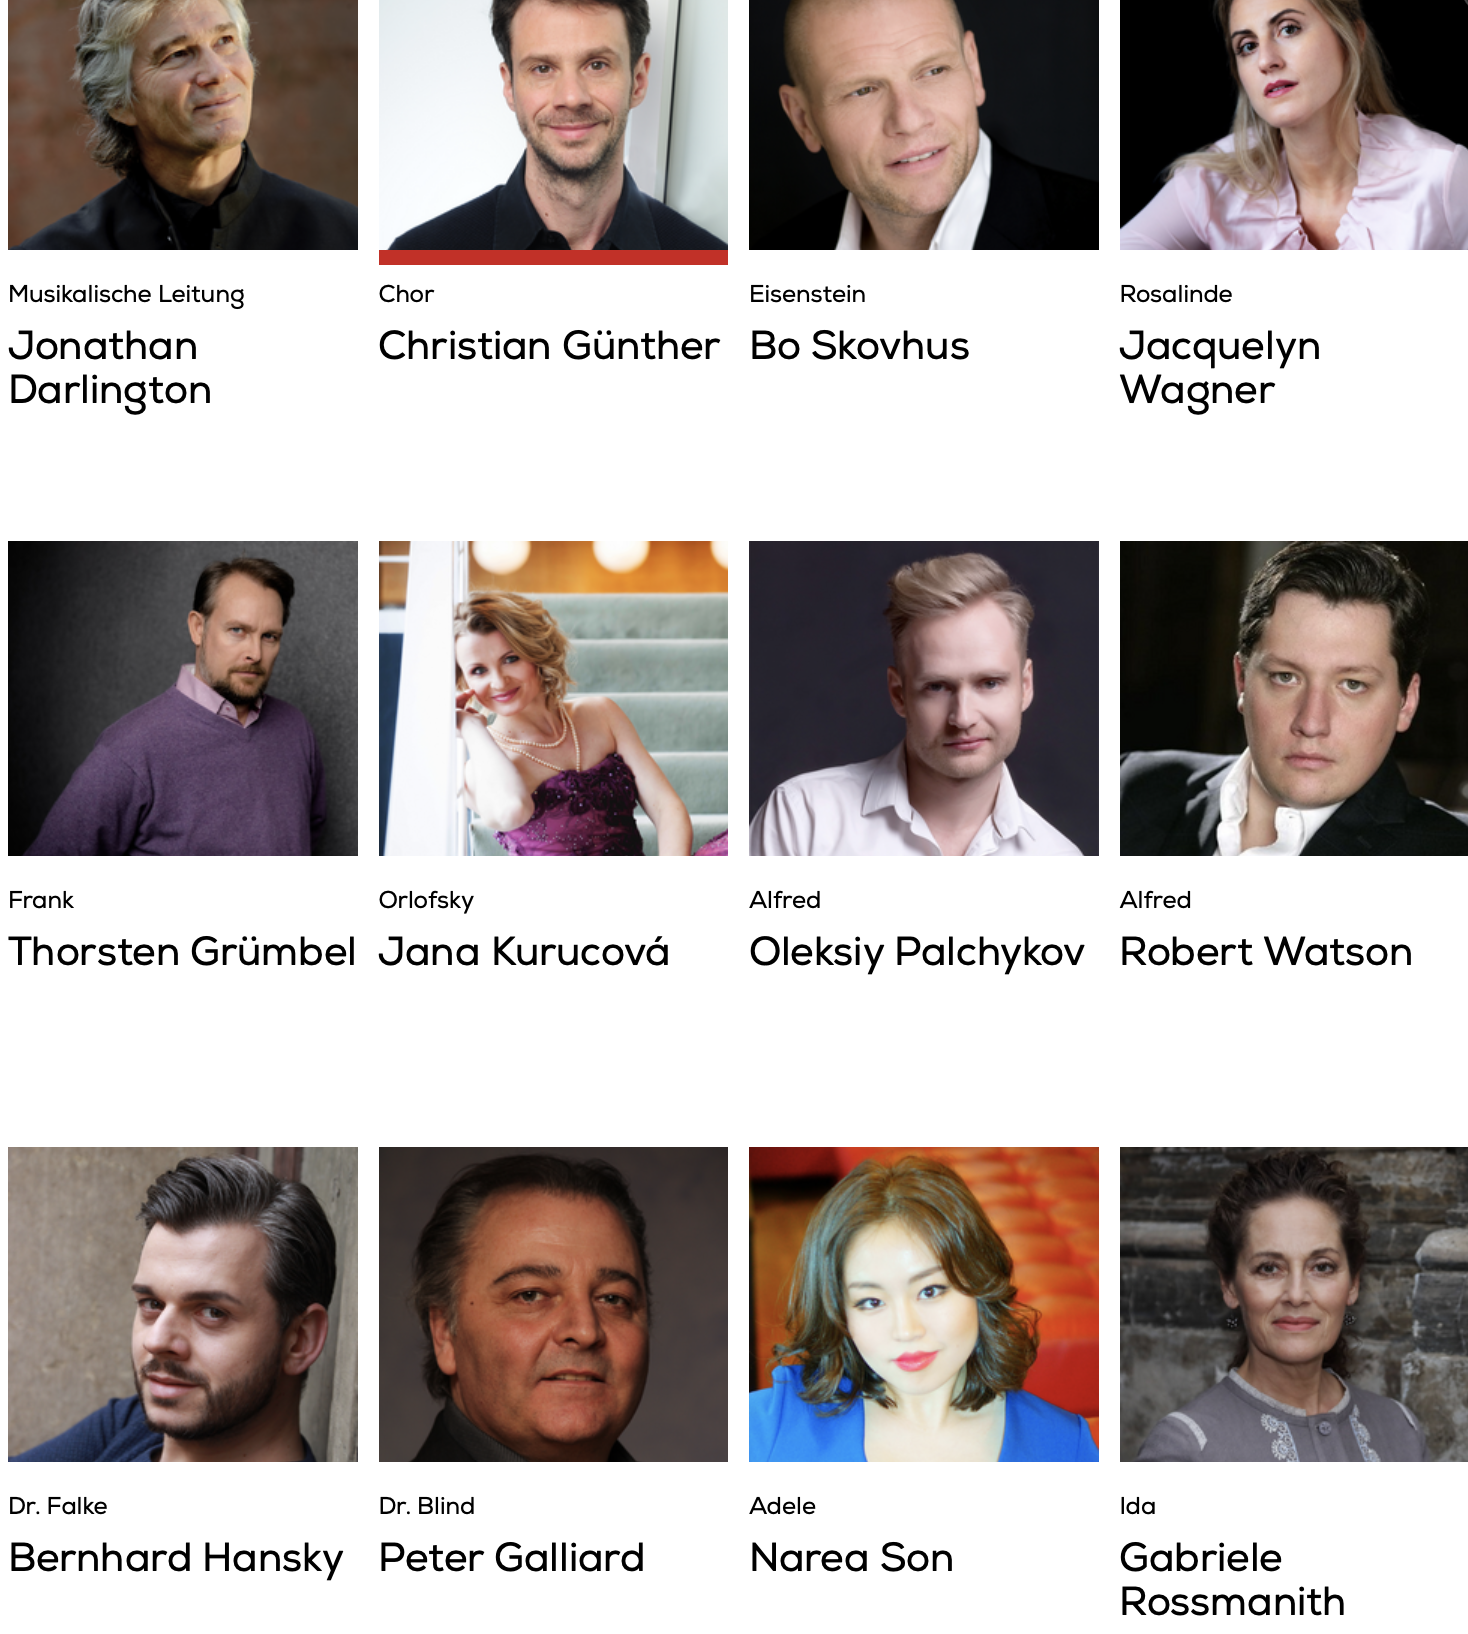 Musikalische Leitung
Jonathan
Darlington
Chor
Christian Günther
Eisenstein
Bo Skovhus
Rosalinde
Jacquelyn
Wagner
Frank
Thorsten Grümbel
Orlofsky
Jana Kurucová
Alfred
Oleksiy Palchykov
Alfred
Robert Watson
Dr. Falke
Bernhard Hansky
Dr. Blind
Peter Galliard
Adele
Narea Son
Ida
Gabriele
Rossmanith